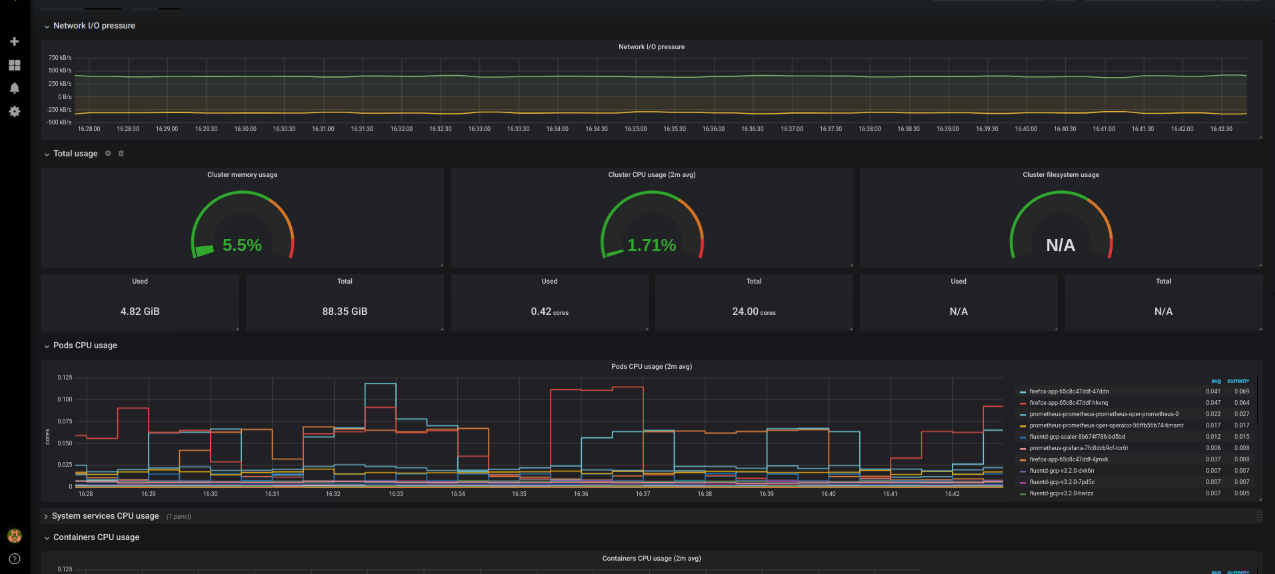 Network I/O pressure
Network I/O pressure
750 kB/s
500 kB/s
250 kB/s
0 B/s
-250 kB/s
-500 kB/s
16:28:00 16:28:30 16:29:00 16:29:30 16:30:00 16:30:30 16:31:00 16:31:30 16:32:00 16:32:30 16:33:00 16:33:30 16:34:00 16:34:30 16:35:00 16:35:30 16:36:00 16:36:30 16:37:00 16:37:30 16:38:00 16:38:30 16:39:00 16:39:30 16:40:00 16:40:30 16:41:00 16:41:30 16:42:00 16:42:30
Total usage
Cluster memory usage Cluster CPU usage (2m avg) Cluster filesystem usage
5.5% 1.71% N/A
Used Total Used Total Used Total
4.82 GiB 88.35 GiB 0.42 cores 24.00 cores N/A N/A
Pods CPU usage
Pods CPU usage (2m avg)
cores
0.125
0.100
0.075
0.050
0.025
0
16:28 16:29 16:30 16:31 16:32 16:33 16:34 16:35 16:36 16:37 16:38 16:39 16:40 16:41 16:42
avg current
firefox-app-65c8c47ddf-47ddn 0.041 0.069
firefox-app-65c8c47ddf-hkvnq 0.047 0.064
prometheus-prometheus-prometheus-oper-prometheus-0 0.022 0.027
prometheus-prometheus-oper-operator-56ffb56b74-6msmt 0.017 0.017
fluentd-gcp-scaler-8b674f786-bd5bd 0.012 0.015
prometheus-grafana-7fc8dcb9cf-tcr6t 0.006 0.008
firefox-app-65c8c47ddf-4jmxk 0.037 0.008
fluentd-gcp-v3.2.0-dvk6n 0.007 0.007
fluentd-gcp-v3.2.0-7pd5c 0.007 0.007
fluentd-gcp-v3.2.0-hwlzz 0.007 0.005
System services CPU usage (1 panel)
Containers CPU usage
Containers CPU usage (2m avg)
0.125
avg current